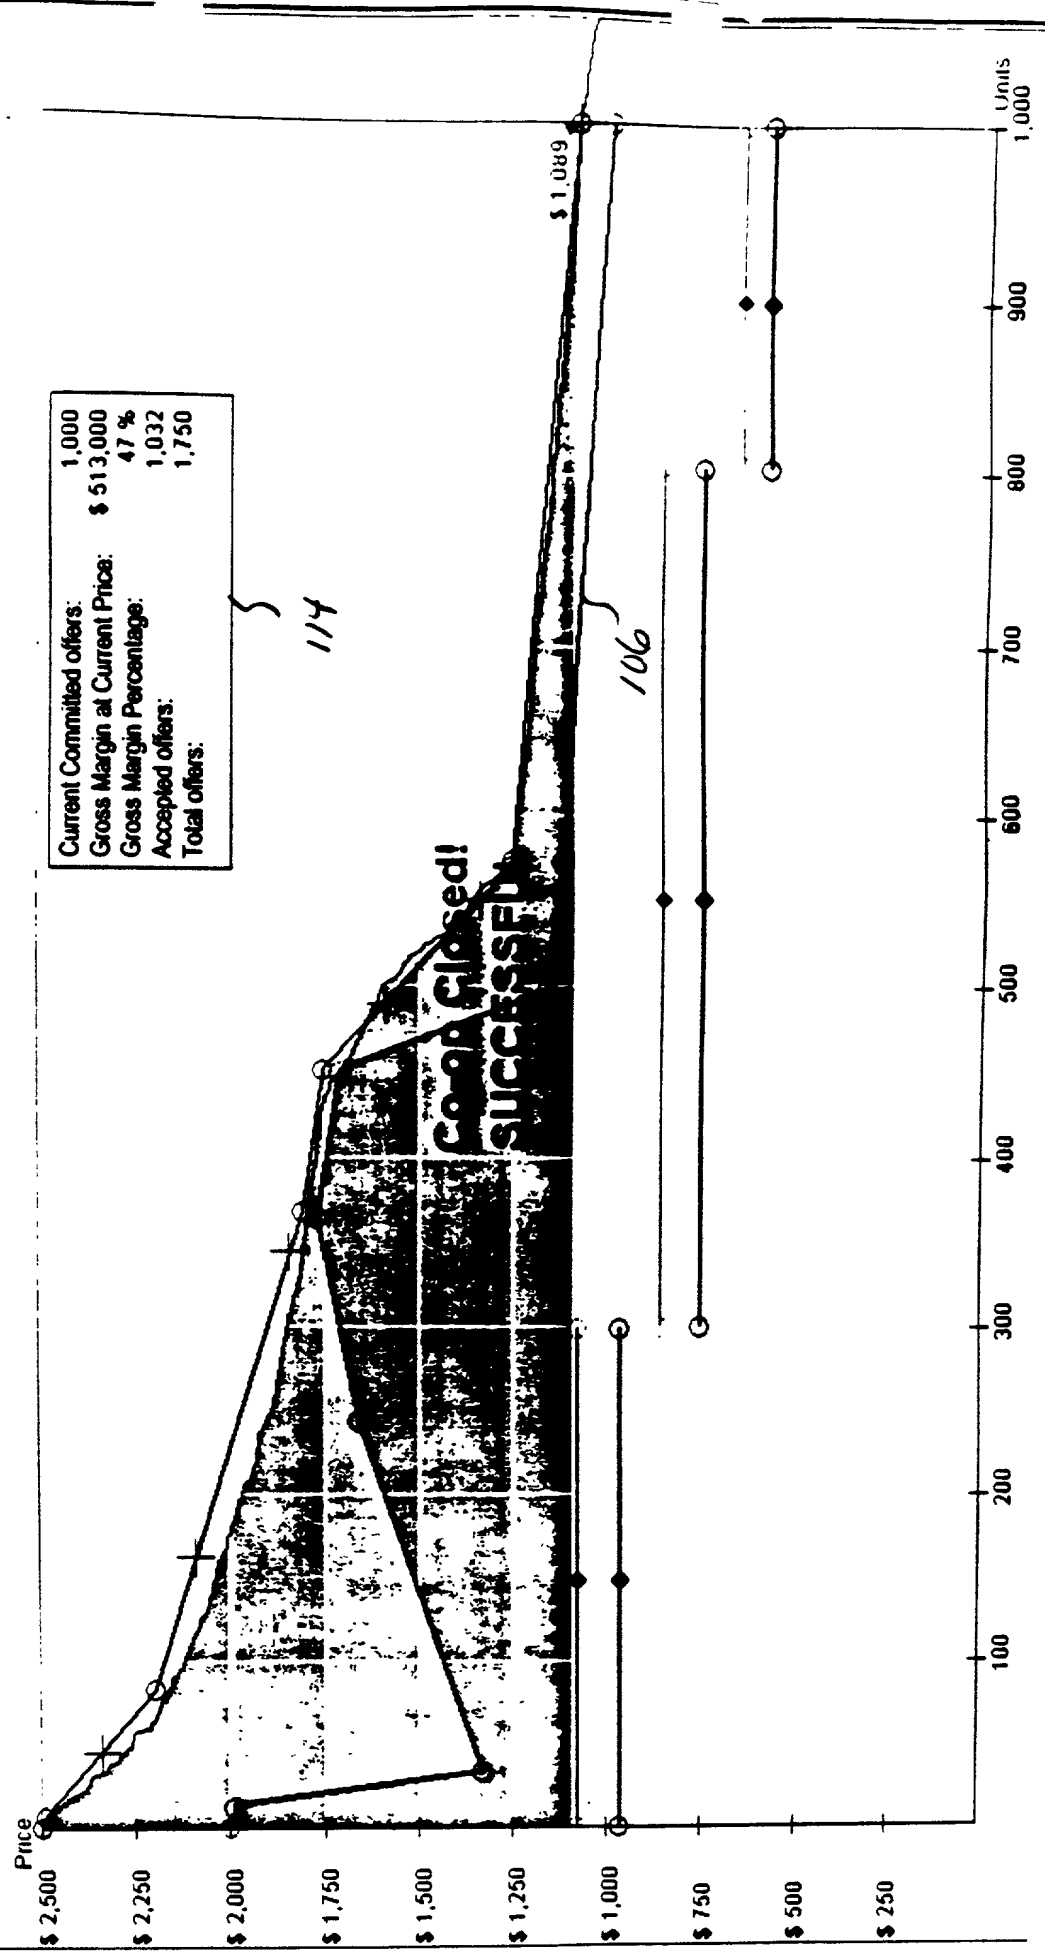 Price
$ 2,500
$ 2,250
$ 2,000
$ 1,750
$ 1,500
$ 1,250
$ 1,000
$ 750
$ 500
$ 250
Current Committed offers: 1,000
Gross Margin at Current Price: $ 513,000
Gross Margin Percentage: 47 %
Accepted offers: 1,032
Total offers: 1,750
114
Co-op Closed!
$ 1,089
106
100
200
300
400
500
600
700
800
900
1,000
Units